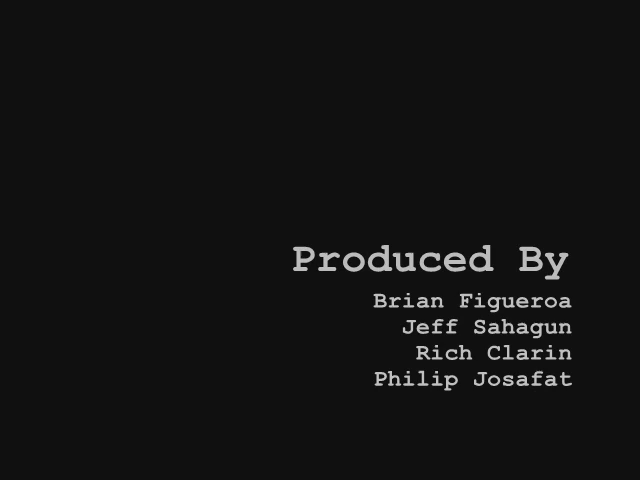 Produced By
Brian Figueroa
Jeff Sahagun
Rich Clarin
Philip Josafat